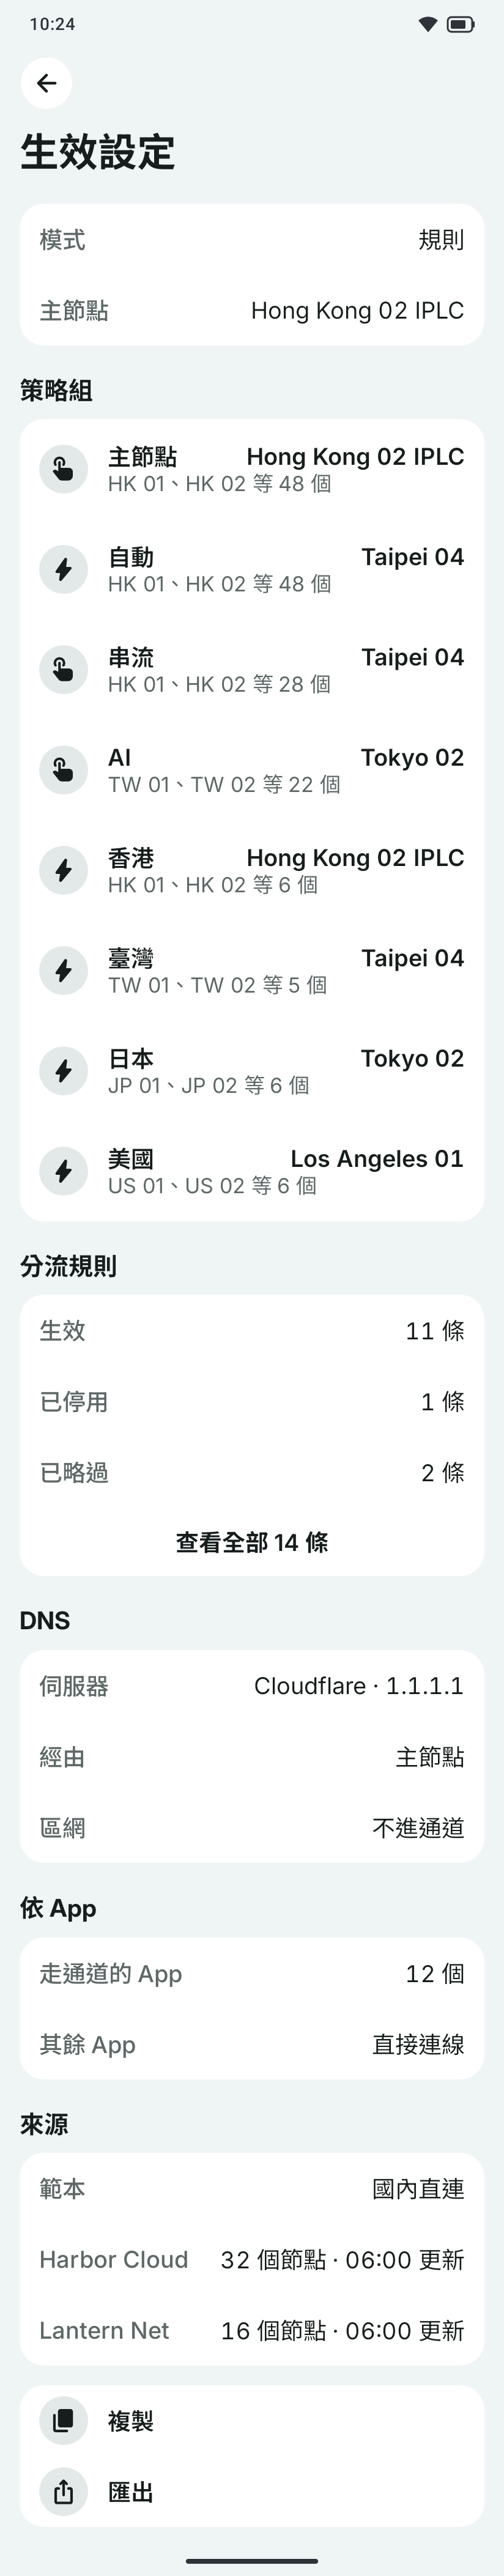 10:24
生效設定
模式 規則
主節點 Hong Kong 02 IPLC
策略組
主節點 Hong Kong 02 IPLC
HK 01、HK 02 等 48 個
自動 Taipei 04
HK 01、HK 02 等 48 個
串流 Taipei 04
HK 01、HK 02 等 28 個
AI Tokyo 02
TW 01、TW 02 等 22 個
香港 Hong Kong 02 IPLC
HK 01、HK 02 等 6 個
臺灣 Taipei 04
TW 01、TW 02 等 5 個
日本 Tokyo 02
JP 01、JP 02 等 6 個
美國 Los Angeles 01
US 01、US 02 等 6 個
分流規則
生效 11 條
已停用 1 條
已略過 2 條
查看全部 14 條
DNS
伺服器 Cloudflare · 1.1.1.1
經由 主節點
區網 不進通道
依 App
走通道的 App 12 個
其餘 App 直接連線
來源
範本 國內直連
Harbor Cloud 32 個節點 · 06:00 更新
Lantern Net 16 個節點 · 06:00 更新
複製
匯出